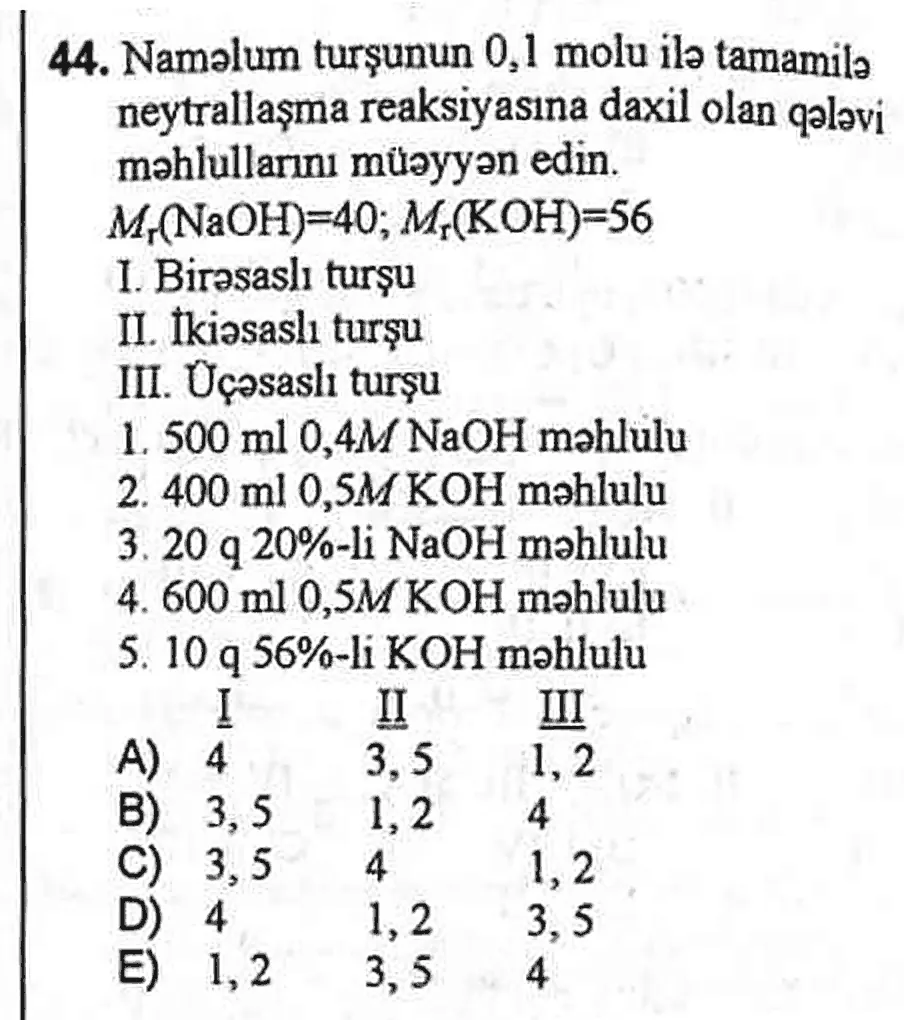 44. Naməlum turşunun 0,1 molu ilə tamamilə
neytrallaşma reaksiyasına daxil olan qələvi
məhlullarını müəyyən edin.
Mr(NaOH)=40; Mr(KOH)=56
I. Birəsaslı turşu
II. İkiəsaslı turşu
III. Üçəsaslı turşu
1. 500 ml 0,4M NaOH məhlulu
2. 400 ml 0,5M KOH məhlulu
3. 20 q 20%-li NaOH məhlulu
4. 600 ml 0,5M KOH məhlulu
5. 10 q 56%-li KOH məhlulu
I II III
A) 4 3, 5 1, 2
B) 3, 5 1, 2 4
C) 3, 5 4 1, 2
D) 4 1, 2 3, 5
E) 1, 2 3, 5 4